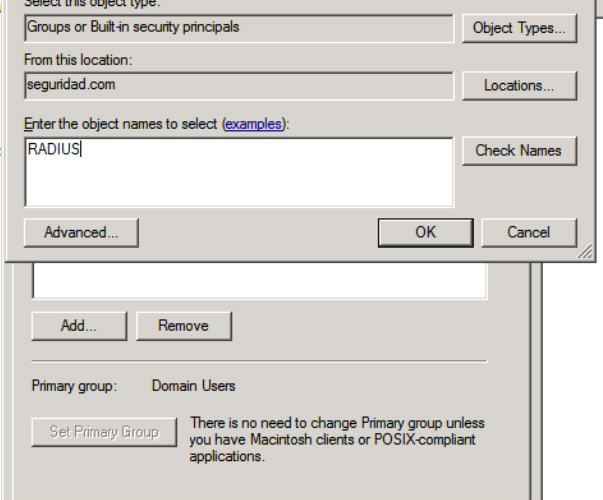 Select this object type:
Groups or Built-in security principals
Object Types...
From this location:
seguridad.com
Locations...
Enter the object names to select (examples):
RADIUS
Check Names
Advanced...
OK
Cancel
Add...
Remove
Primary group:
Domain Users
Set Primary Group
There is no need to change Primary group unless
you have Macintosh clients or POSIX-compliant
applications.